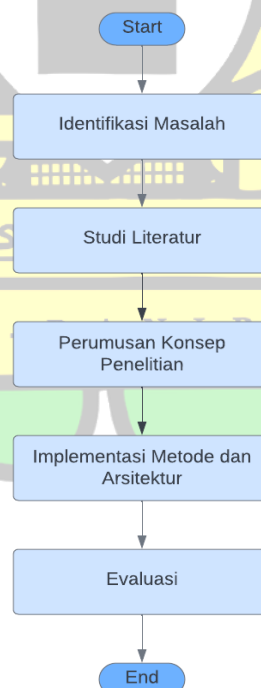 Start
Identifikasi Masalah
Studi Literatur
Perumusan Konsep
Penelitian
Implementasi Metode dan
Arsitektur
Evaluasi
End